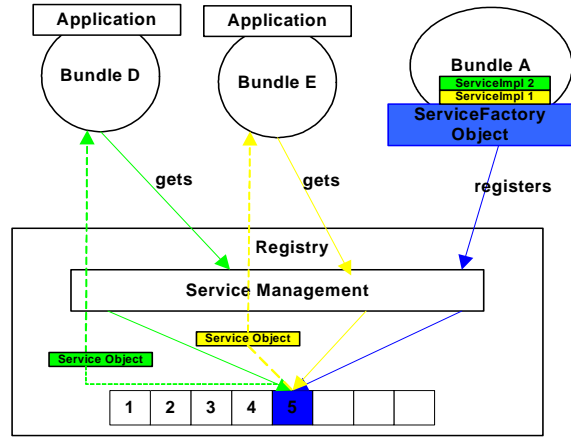 Application
Application
Bundle D
Bundle E
Bundle A
ServiceImpl 2
ServiceImpl 1
ServiceFactory
Object
gets
gets
registers
Registry
Service Management
Service Object
Service Object
1 2 3 4 5